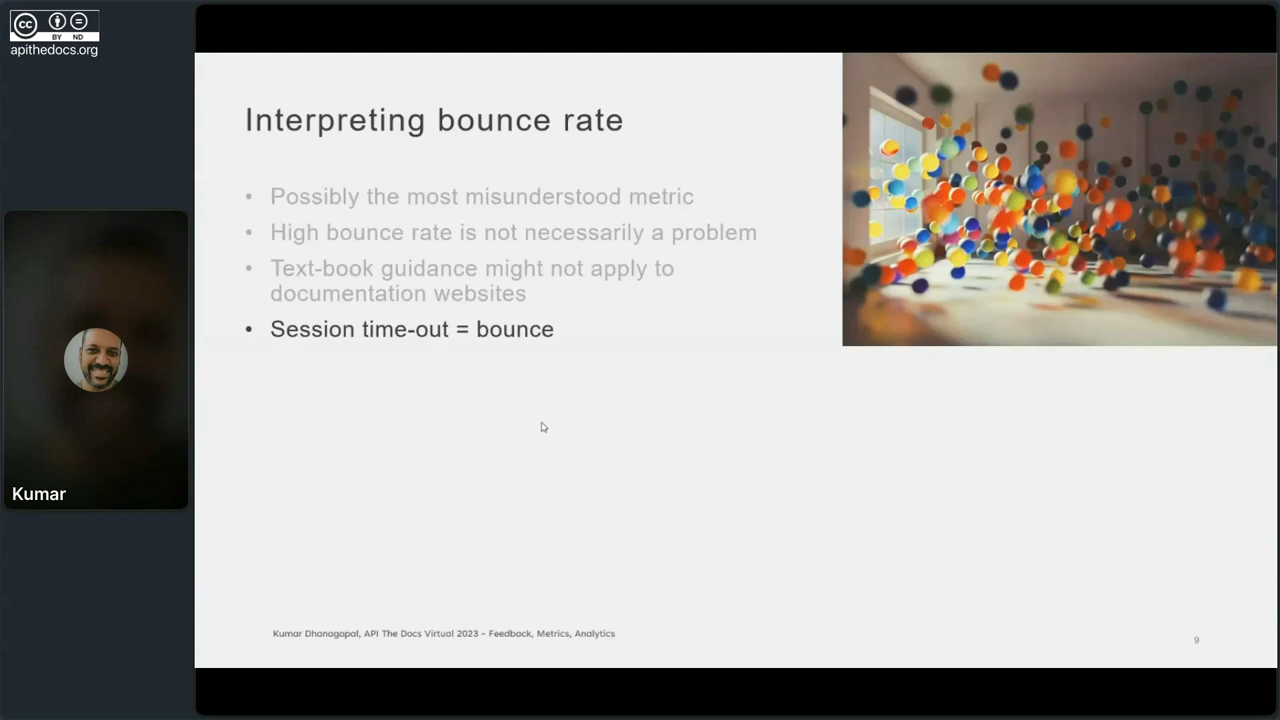 CC BY ND
apithedocs.org
Interpreting bounce rate
• Possibly the most misunderstood metric
• High bounce rate is not necessarily a problem
• Text-book guidance might not apply to
documentation websites
• Session time-out = bounce
Kumar
Kumar Dhanagopal, API The Docs Virtual 2023 – Feedback, Metrics, Analytics
9